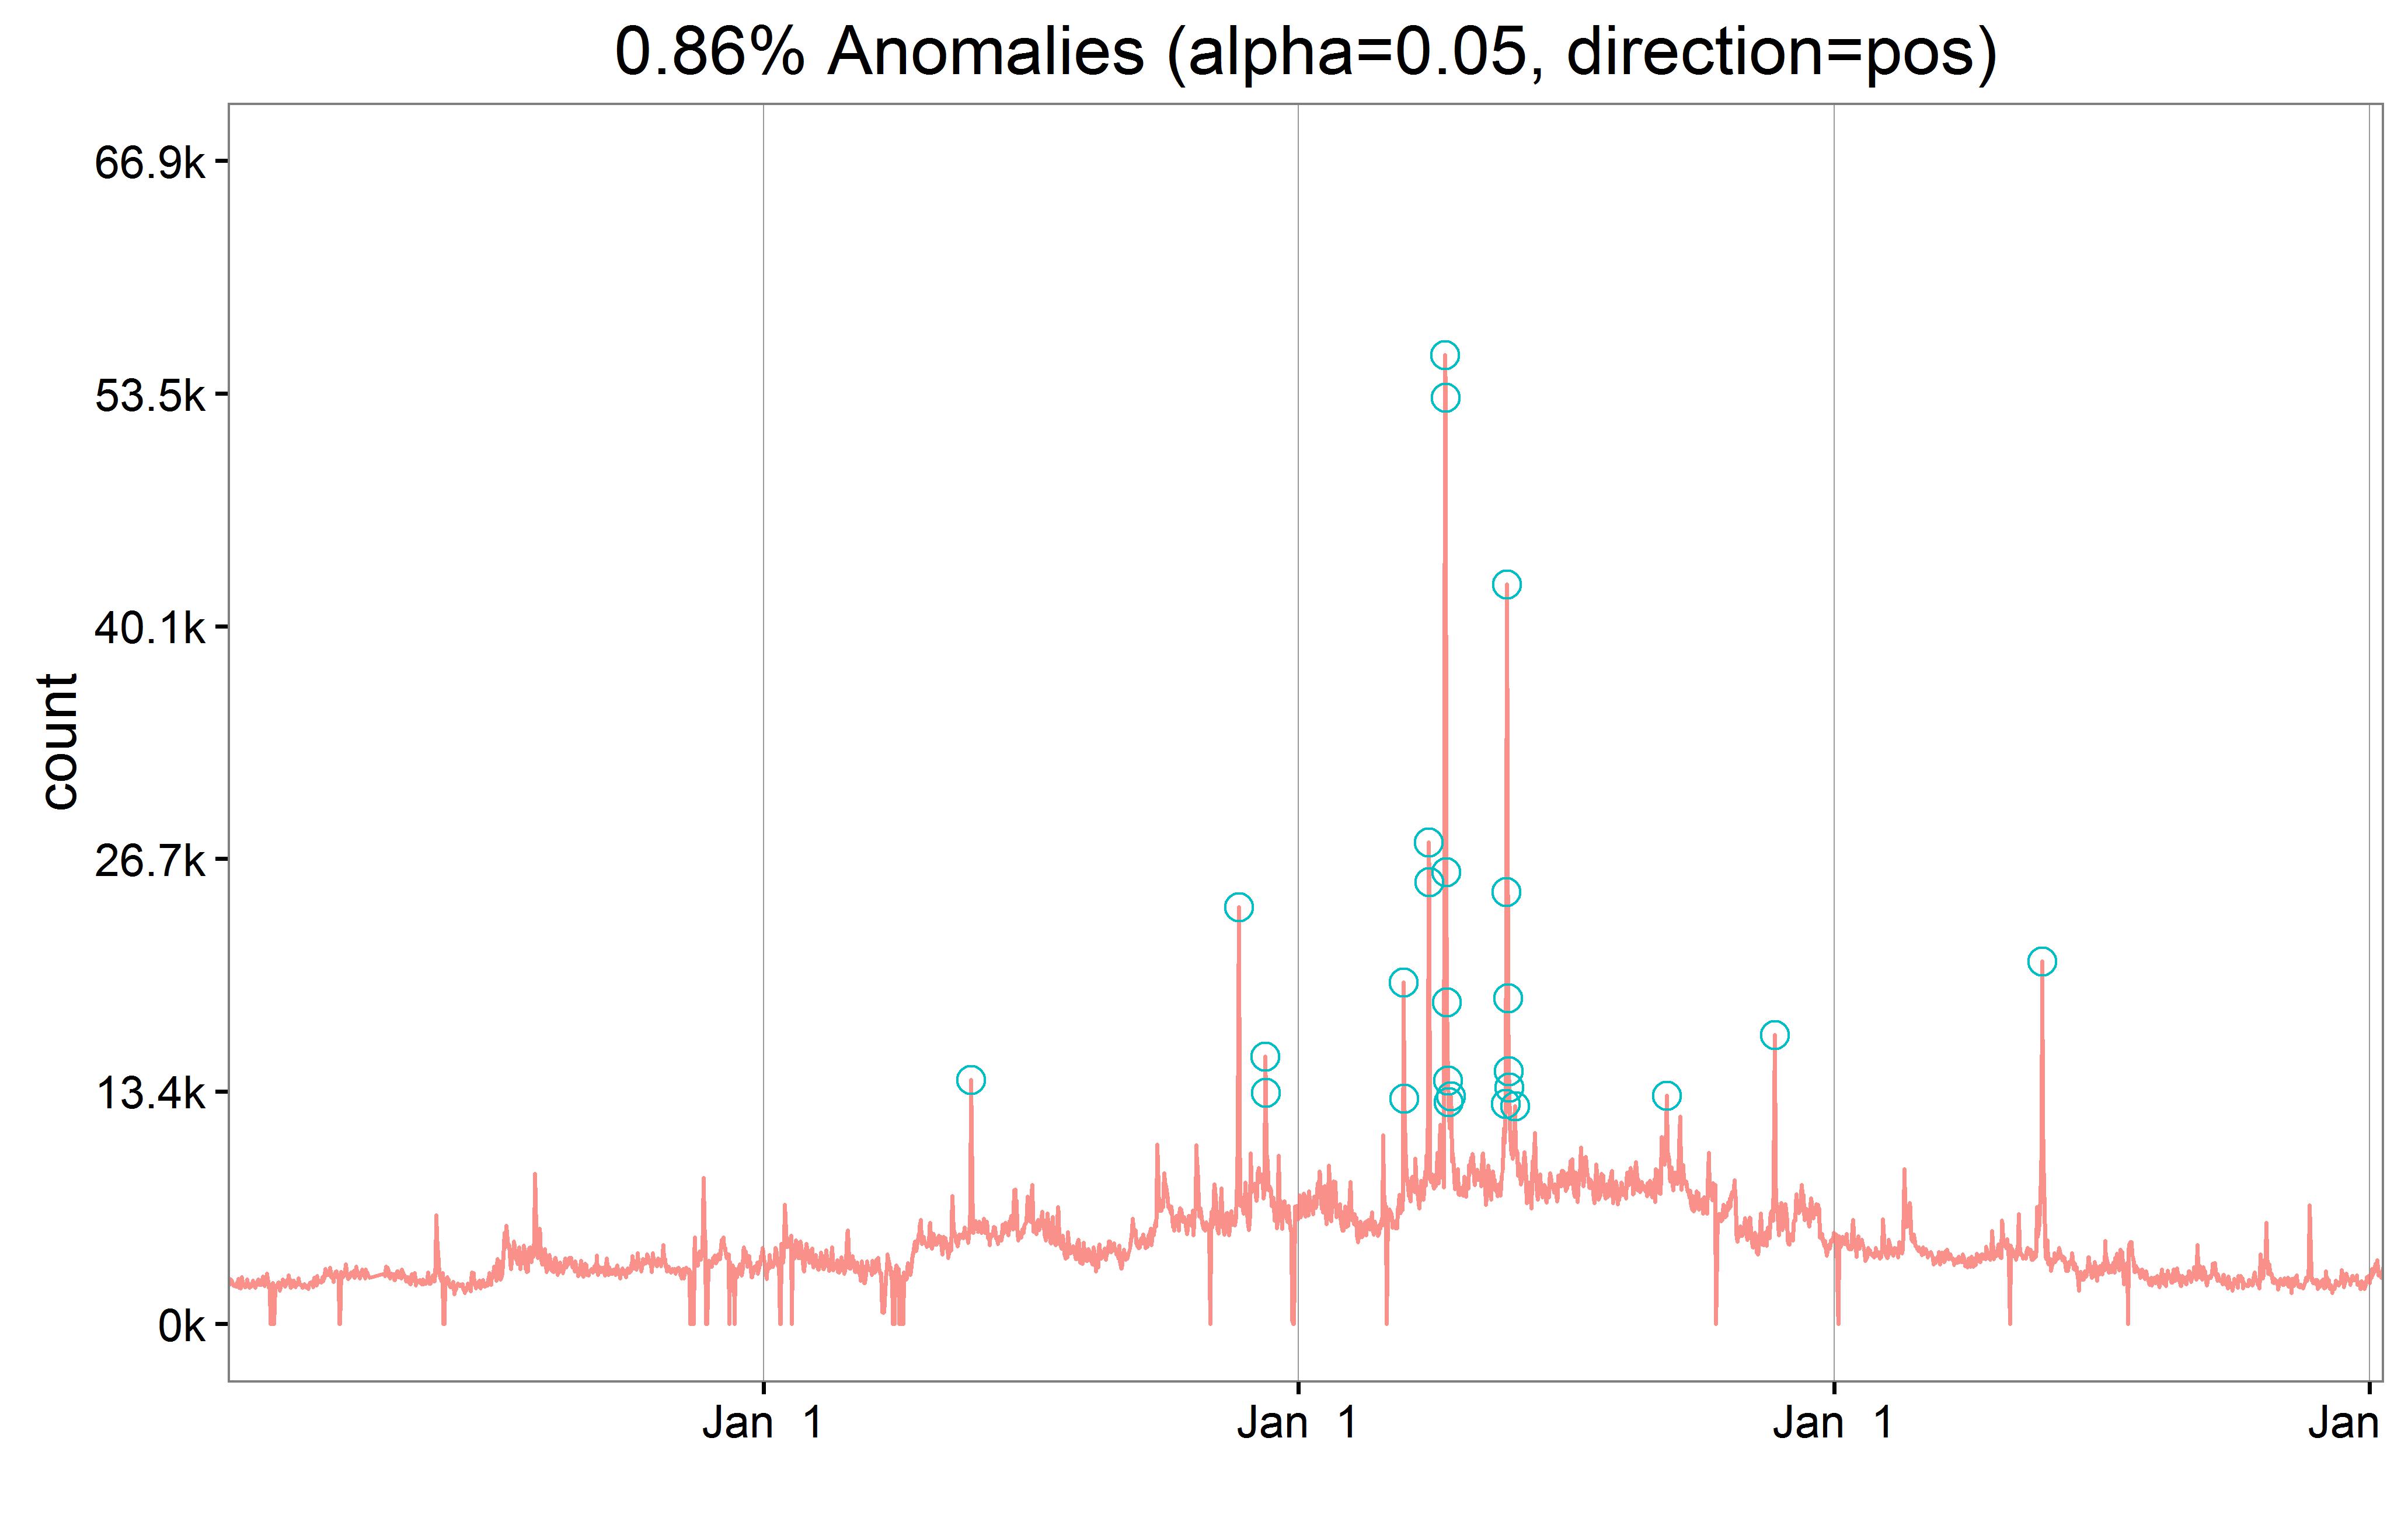 0.86% Anomalies (alpha=0.05, direction=pos)
66.9k
53.5k
40.1k
26.7k
13.4k
0k
count
Jan 1
Jan 1
Jan 1
Jan